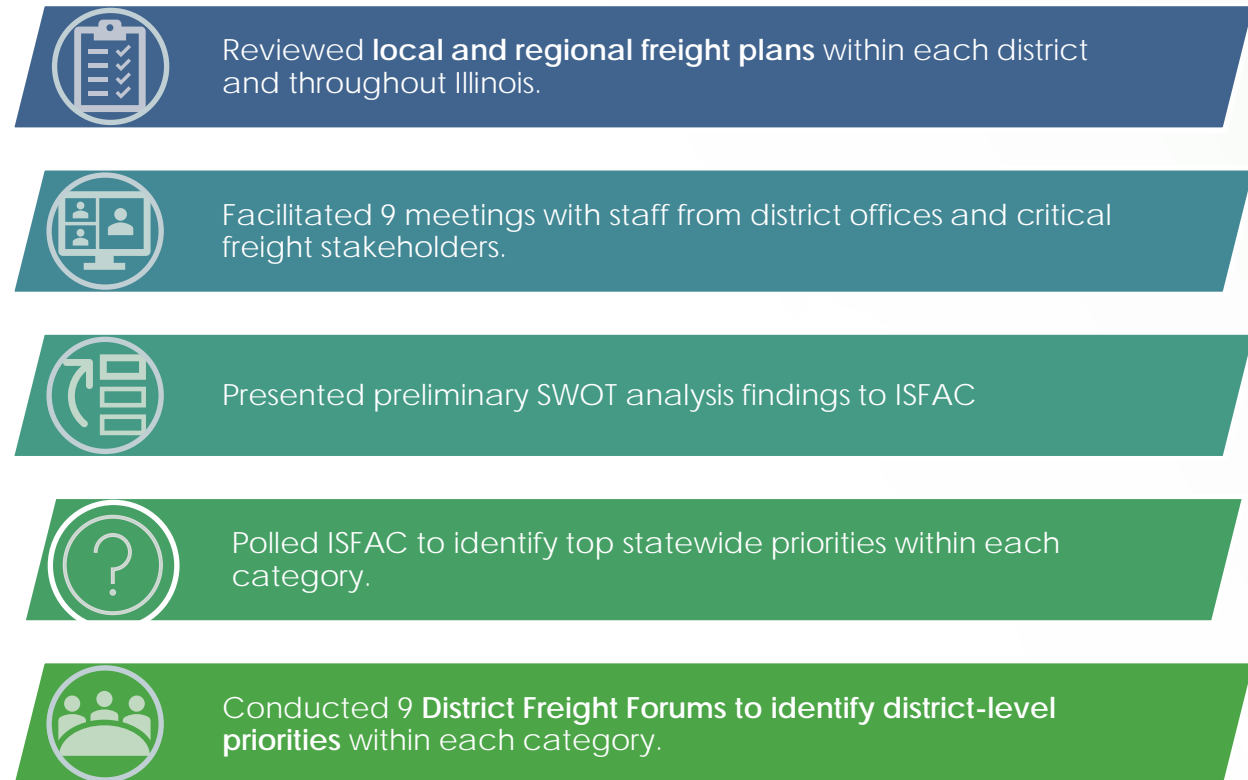 Reviewed local and regional freight plans within each district
and throughout Illinois.
Facilitated 9 meetings with staff from district offices and critical
freight stakeholders.
Presented preliminary SWOT analysis findings to ISFAC
Polled ISFAC to identify top statewide priorities within each
category.
Conducted 9 District Freight Forums to identify district-level
priorities within each category.